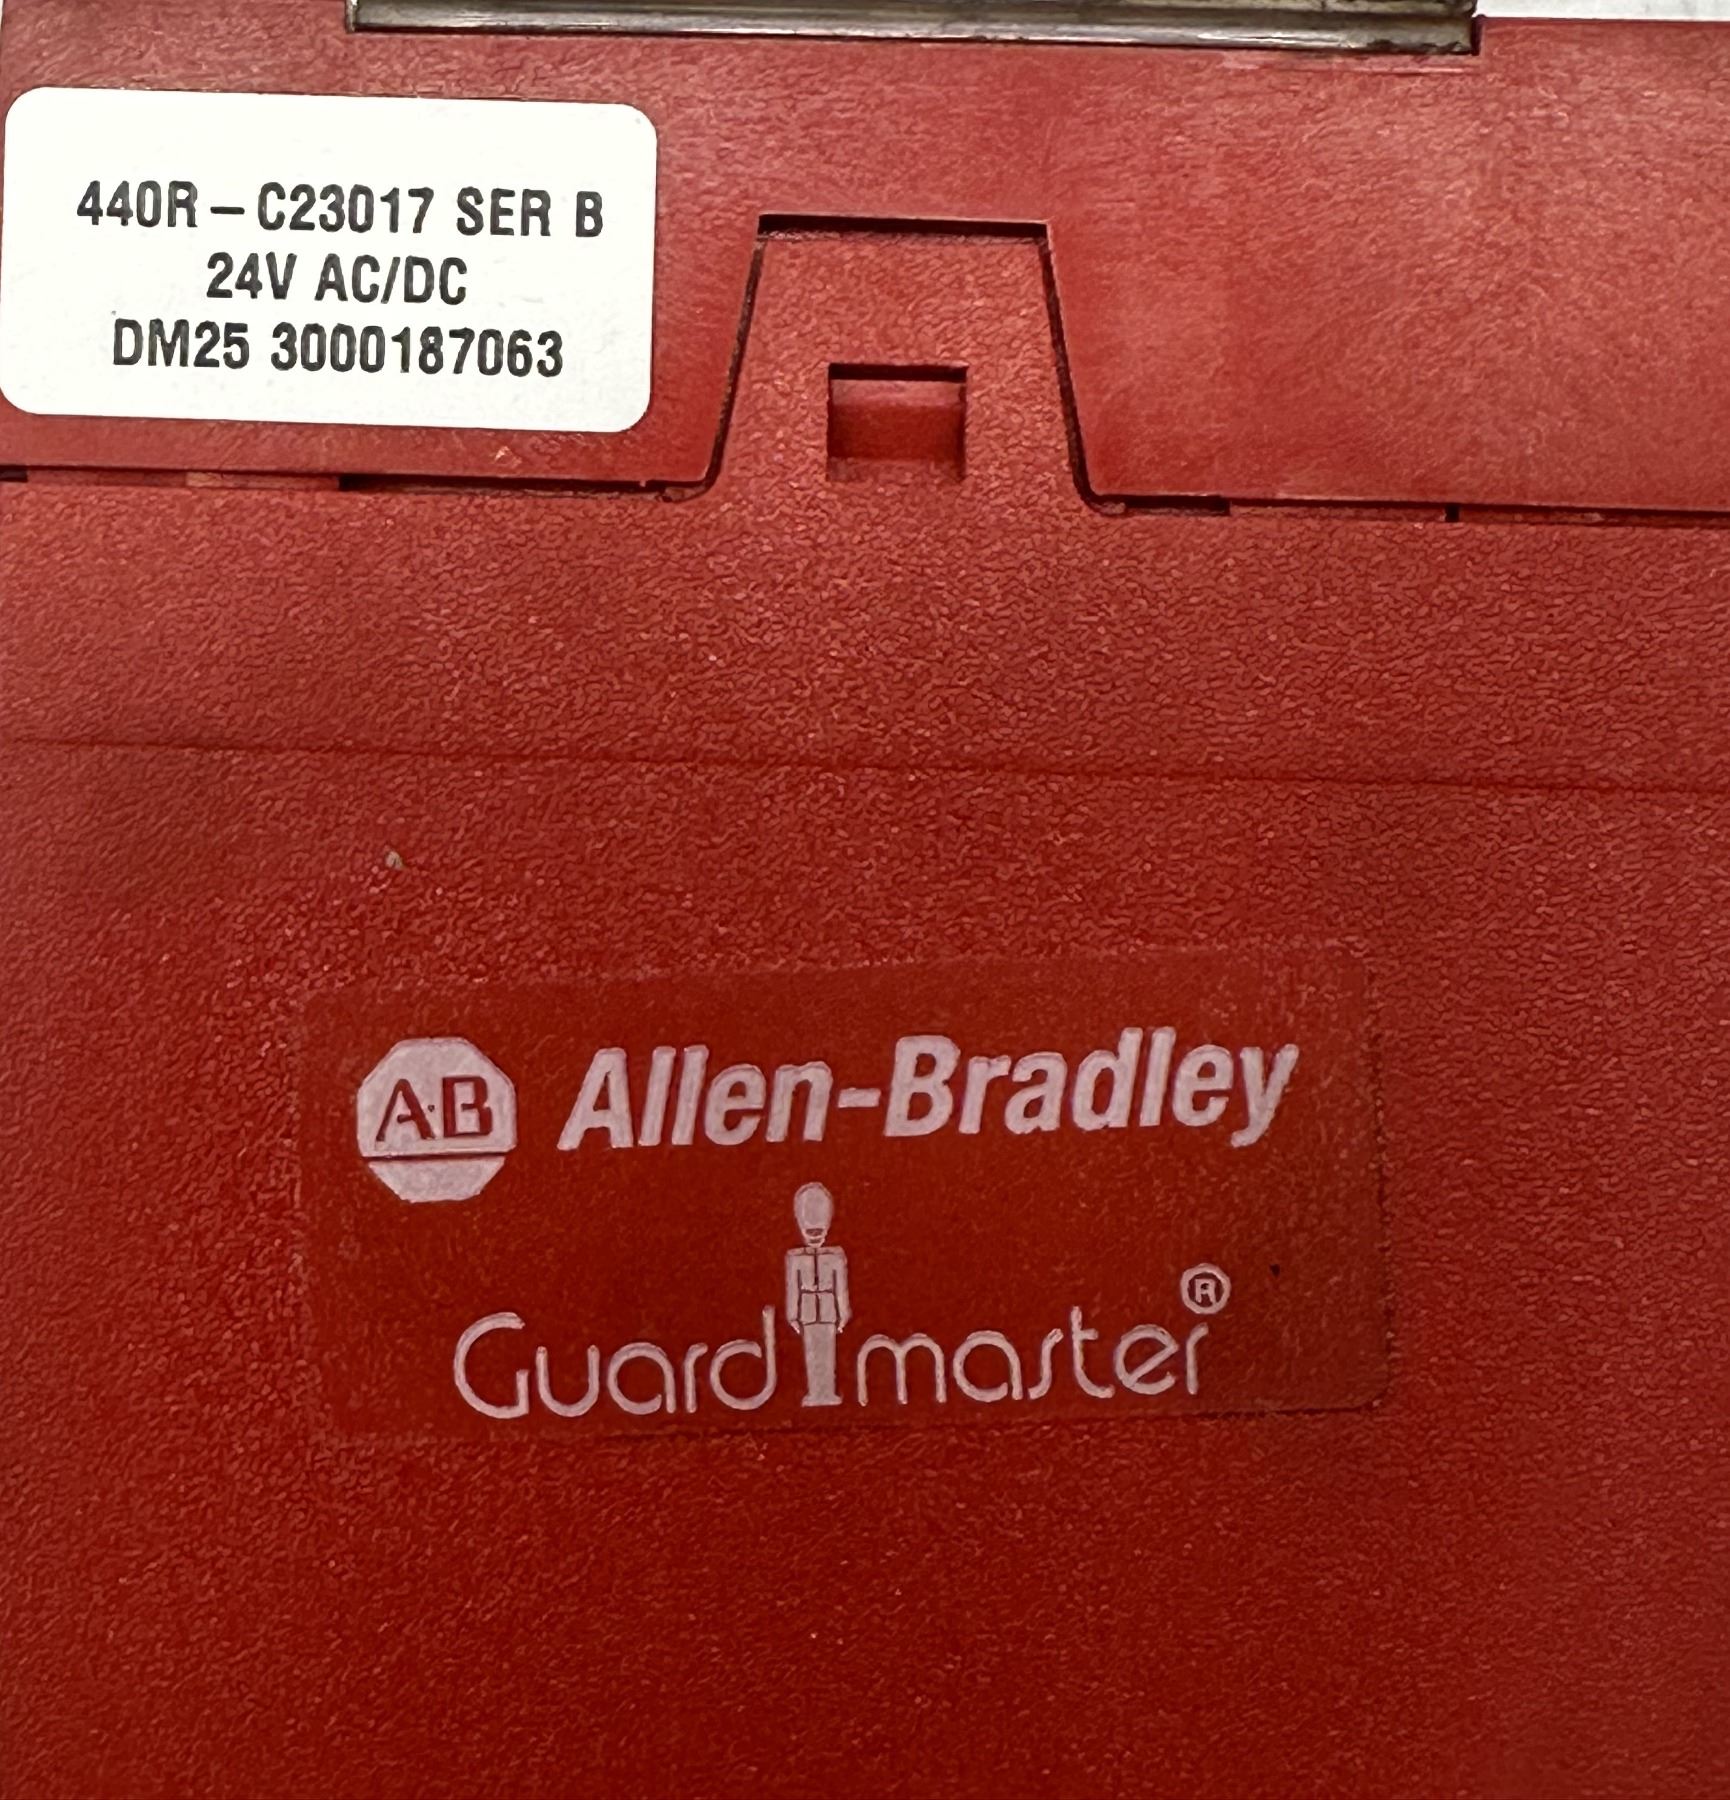 440R-C23017 SER B
24V AC/DC
DM25 3000187063
AB Allen-Bradley
Guardmaster®